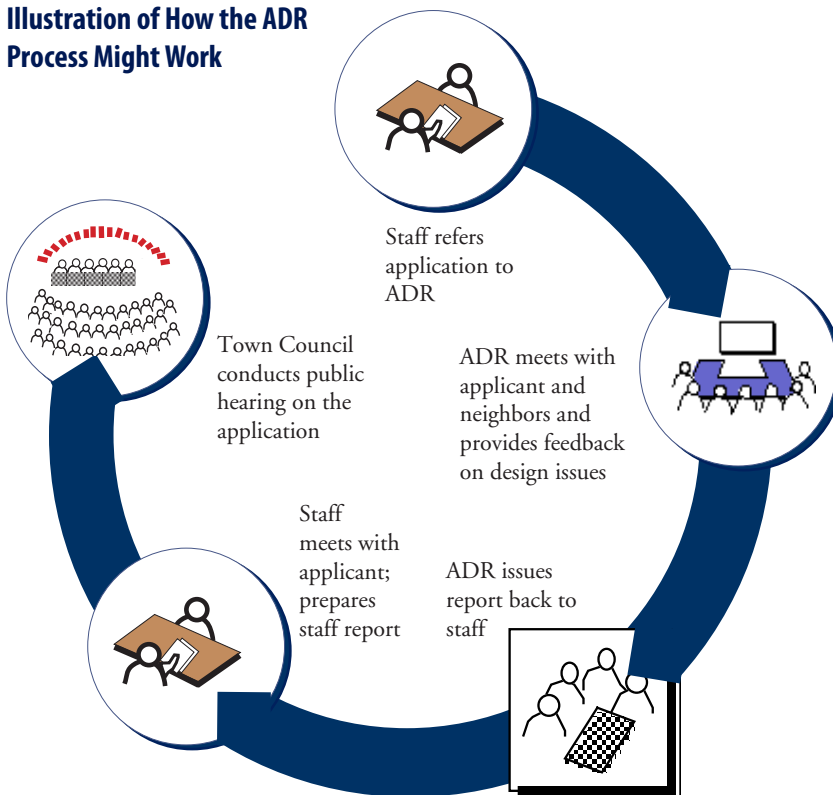 Illustration of How the ADR
Process Might Work
Staff refers
application to
ADR
ADR meets with
applicant and
neighbors and
provides feedback
on design issues
ADR issues
report back to
staff
Staff
meets with
applicant;
prepares
staff report
Town Council
conducts public
hearing on the
application